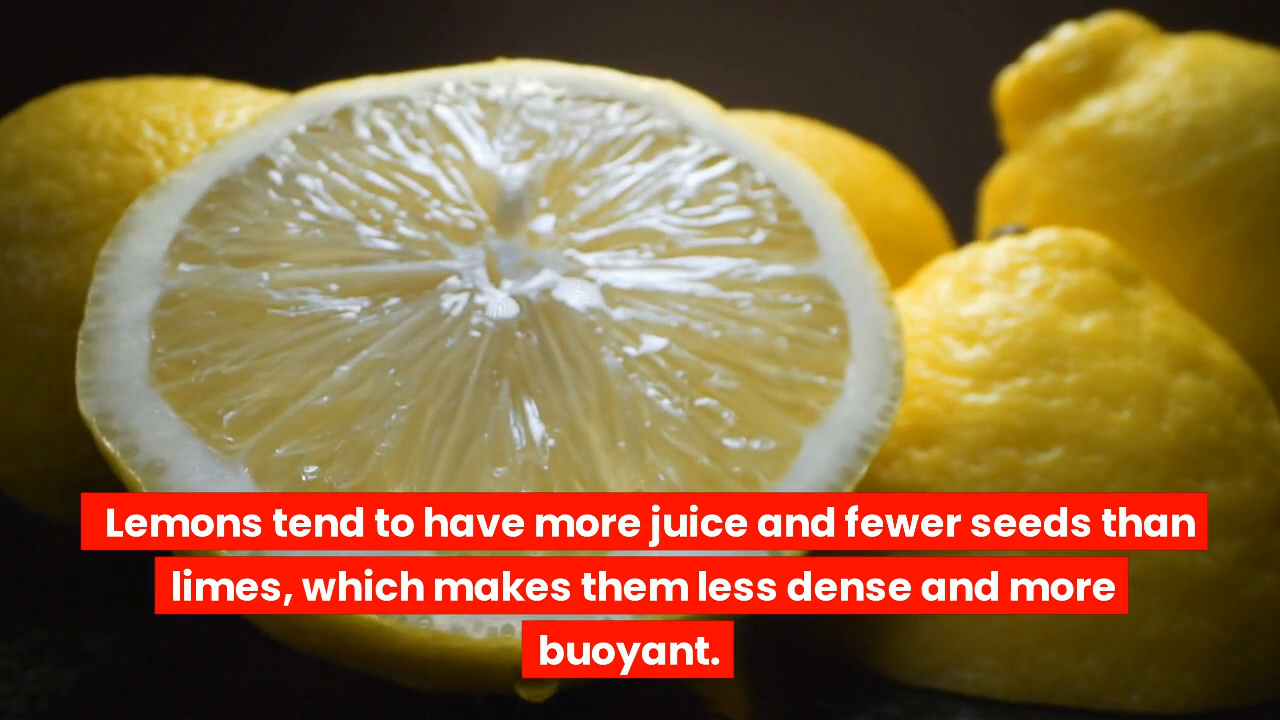 Lemons tend to have more juice and fewer seeds than
limes, which makes them less dense and more
buoyant.